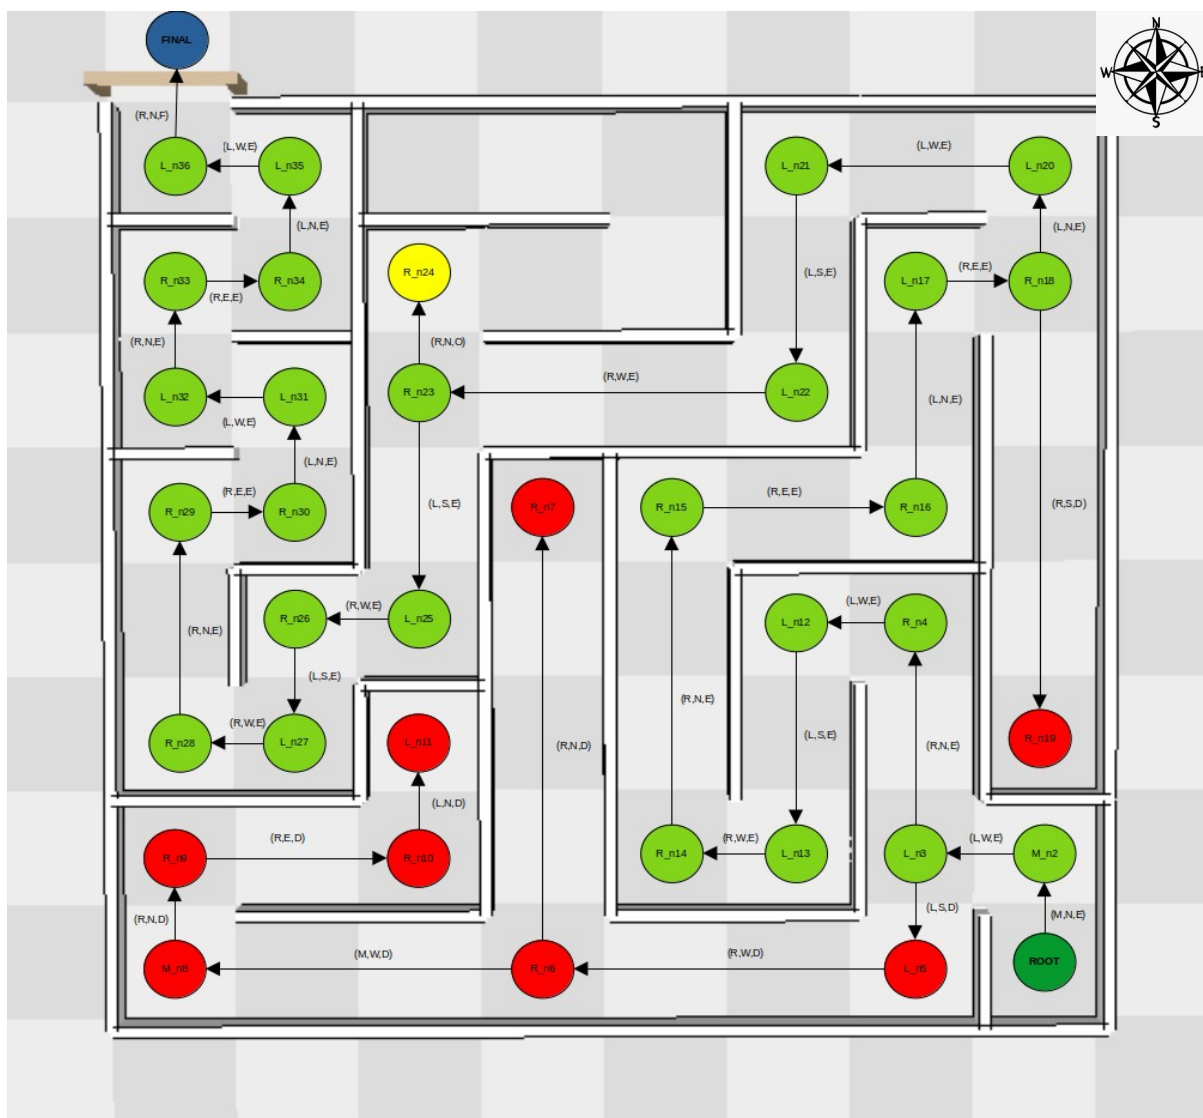 FINAL
N
W
E
S
(R,N,F)
L_n36
(L,W,E)
L_n35
L_n21
(L,W,E)
L_n20
(L,N,E)
(L,N,E)
R_n33
(R,E,E)
R_n34
R_n24
(L,S,E)
L_n17
(R,E,E)
R_n18
(R,N,E)
(R,N,O)
L_n32
(L,W,E)
L_n31
R_n23
(R,W,E)
L_n22
(L,N,E)
(L,N,E)
(L,S,E)
(R,S,D)
R_n29
(R,E,E)
R_n30
R_n7
R_n15
(R,E,E)
R_n16
(R,N,E)
R_n26
(R,W,E)
L_n25
L_n12
(L,W,E)
R_n4
(L,S,E)
(R,N,E)
R_n28
(R,W,E)
L_n27
L_n11
(R,N,D)
(L,S,E)
(R,N,E)
R_n19
(L,N,D)
R_n9
(R,E,D)
R_n10
R_n14
(R,W,E)
L_n13
L_n3
(L,W,E)
M_n2
(R,N,D)
(L,S,D)
(M,N,E)
M_n8
(M,W,D)
R_n6
(R,W,D)
L_n5
ROOT